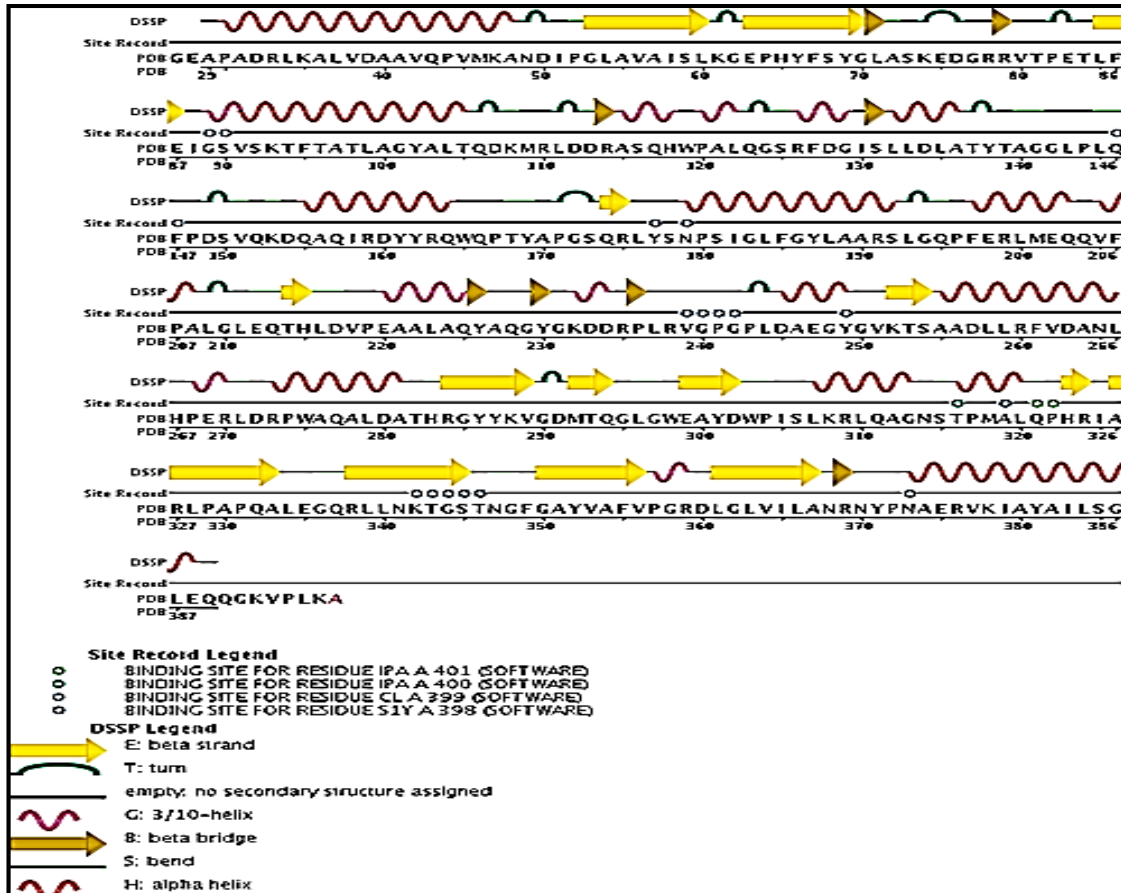 DSSP
Site Record
PDB GEAPADRLKALVDAAVQPVMKANDIPGLAVAISLKGEPHYFSYGLASKEDGRRVTPETLF
PDB 29 40 50 60 70 80 86
DSSP
Site Record
PDB EIGSVSKTFTATLAGYALTQDKMRLDDRASQHWPALQGSRFDGISLLDLATYTAGGLPLQ
PDB 87 90 100 110 120 130 140 146
DSSP
Site Record
PDB FPDSVQKDQAQIRDYYRQWQPTYAPGSQRLYSNPSIGLFGYLAARSLGQPFERLMEQQVF
PDB 147 150 160 170 180 190 200 206
DSSP
Site Record
PDB PALGLEQTHLDVPEAALAQYAQGYGKDDRPLRVGPGPLDAEGYGVKTSAADLLRFVDANL
PDB 207 210 220 230 240 250 260 266
DSSP
Site Record
PDB HPERLDRPWAQALDATHRGYYKVGDMTQGLGWEAYDWPISLKRLQAGNSTPMALQPHRIA
PDB 267 270 280 290 300 310 320 326
DSSP
Site Record
PDB RLPAPQALEGQRLLNKTGSTNGFGAYVAFVPGRDLGLVILANRNYPNAERVKIAYAILSG
PDB 327 330 340 350 360 370 380 386
DSSP
Site Record
PDB LEQQGKVPLKA
PDB 387
Site Record Legend
BINDING SITE FOR RESIDUE IPA A 401 (SOFTWARE)
BINDING SITE FOR RESIDUE IPA A 400 (SOFTWARE)
BINDING SITE FOR RESIDUE CL A 399 (SOFTWARE)
BINDING SITE FOR RESIDUE S1Y A 398 (SOFTWARE)
DSSP Legend
E: beta strand
T: turn
empty: no secondary structure assigned
G: 3/10-helix
B: beta bridge
S: bend
H: alpha helix